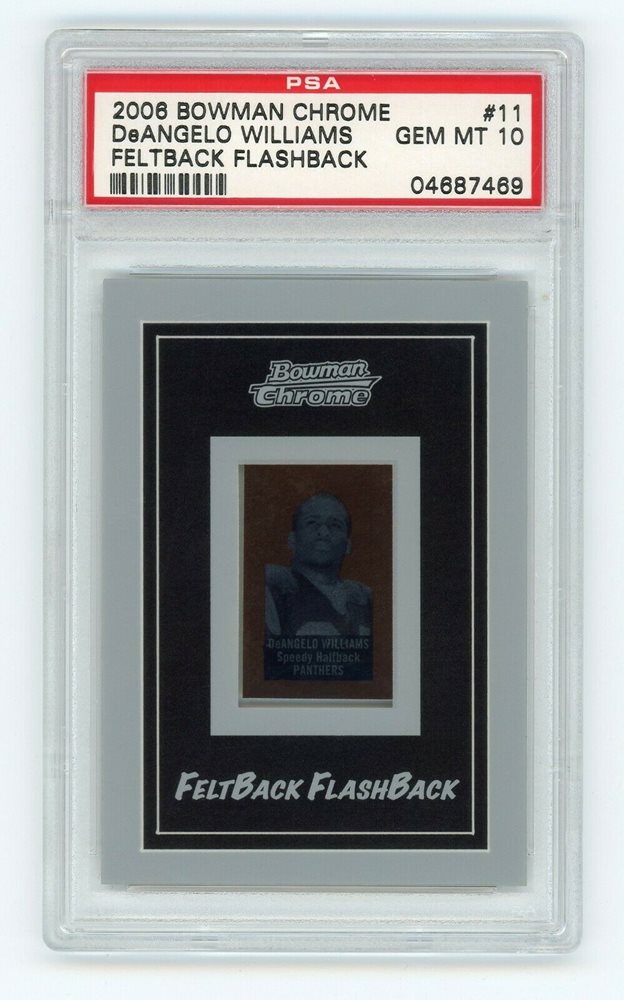 PSA
2006 BOWMAN CHROME #11
DeANGELO WILLIAMS GEM MT 10
FELTBACK FLASHBACK
04687469
Bowman
Chrome
DeANGELO WILLIAMS
Speedy Halfback
PANTHERS
FELTBACK FLASHBACK